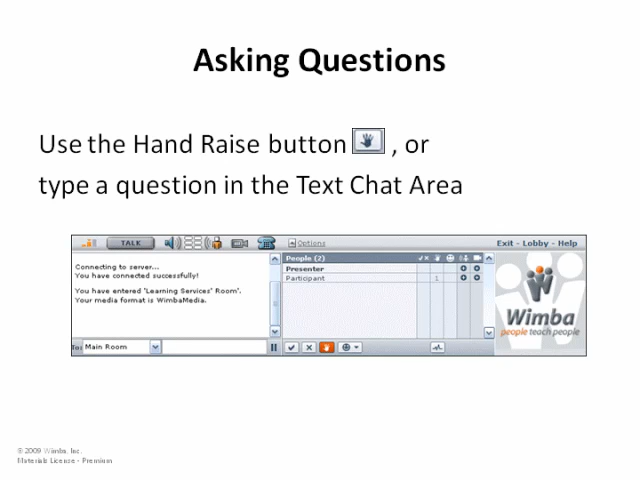 Asking Questions
Use the Hand Raise button , or
type a question in the Text Chat Area
TALK Options Exit - Lobby - Help
People (2)
Connecting to server...
You have connected successfully!
You have entered 'Learning Services' Room'.
Your media format is WimbaMedia.
Presenter
Participant 1
Wimba
people teach people
To: Main Room
© 2009 Wimba, Inc.
Materials License - Premium